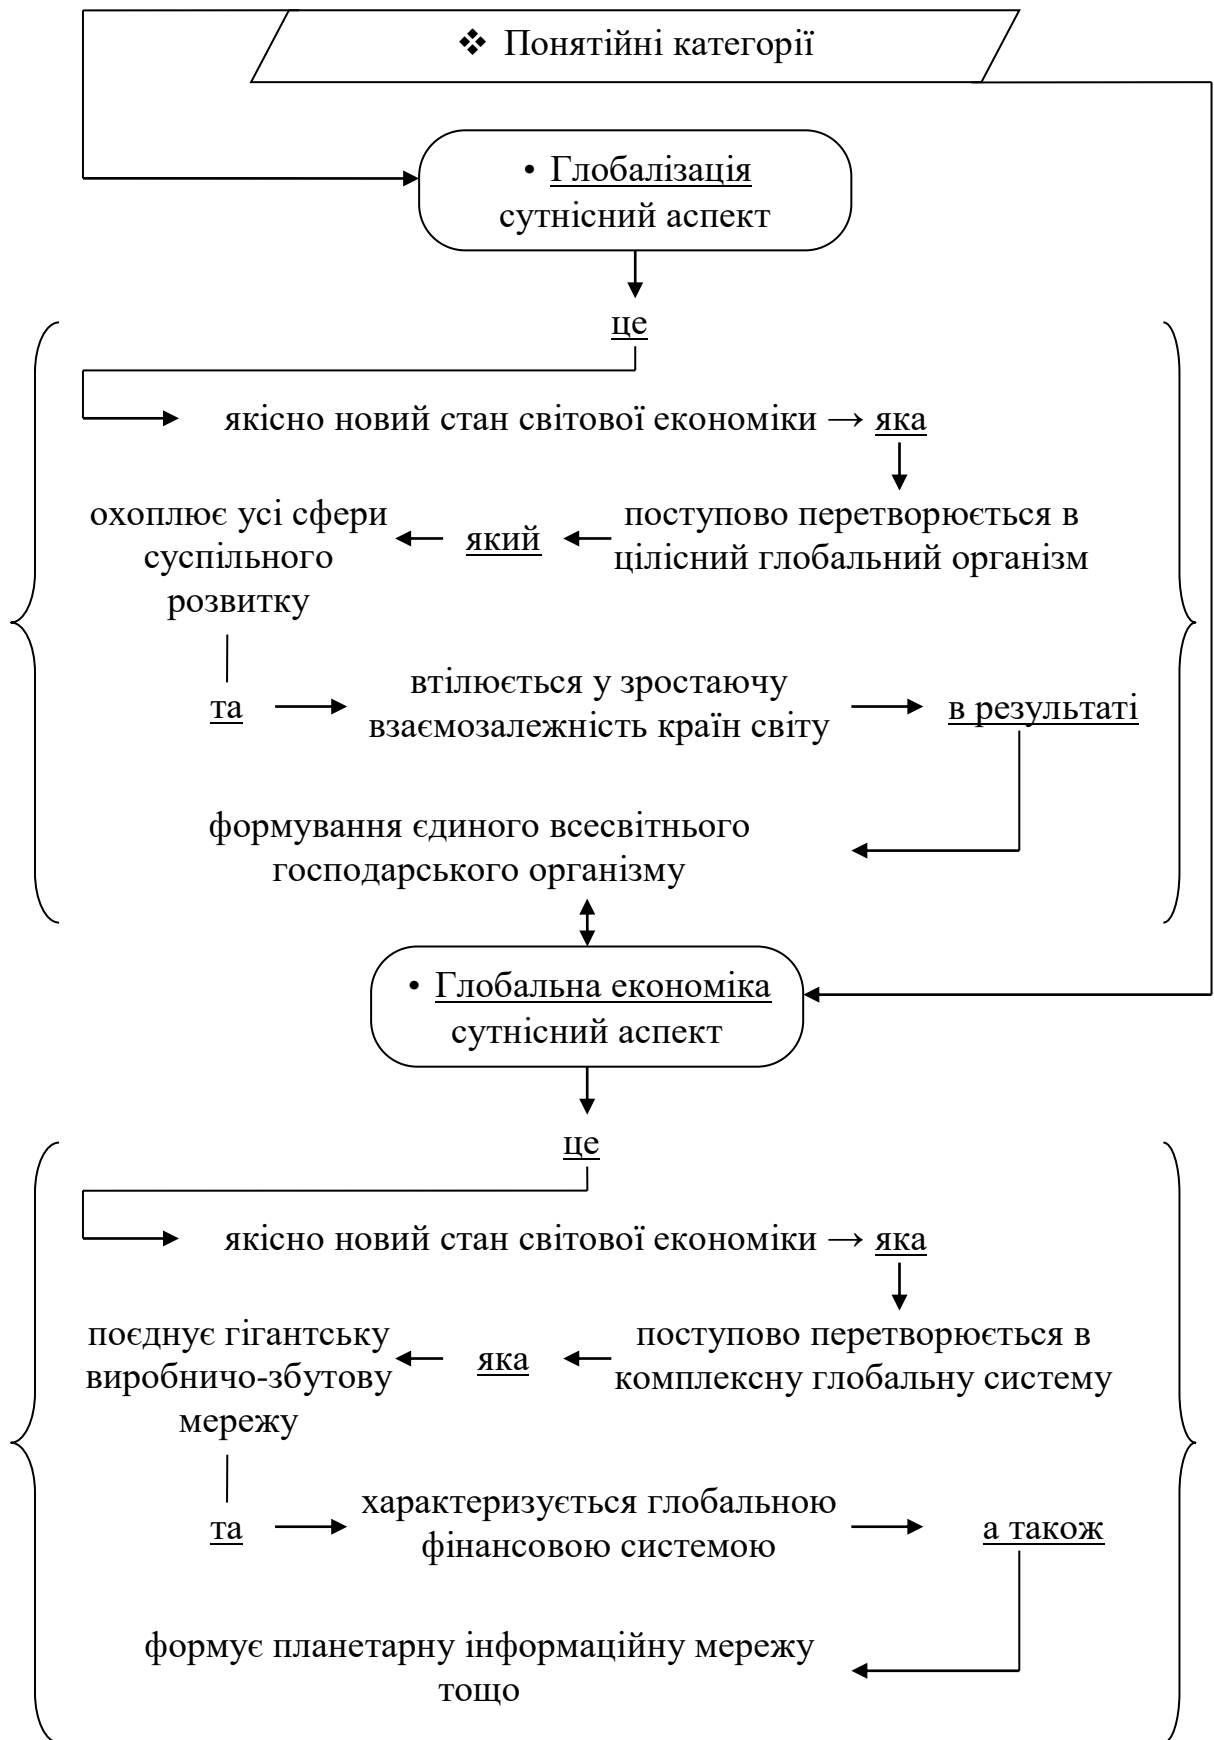 ❖ Понятійні категорії
• Глобалізація
сутнісний аспект
це
якісно новий стан світової економіки → яка
поступово перетворюється в
цілісний глобальний організм
який
охоплює усі сфери
суспільного
розвитку
та
втілюється у зростаючу
взаємозалежність країн світу
в результаті
формування єдиного всесвітнього
господарського організму
• Глобальна економіка
сутнісний аспект
це
якісно новий стан світової економіки → яка
поступово перетворюється в
комплексну глобальну систему
яка
поєднує гігантську
виробничо-збутову
мережу
та
характеризується глобальною
фінансовою системою
а також
формує планетарну інформаційну мережу
тощо